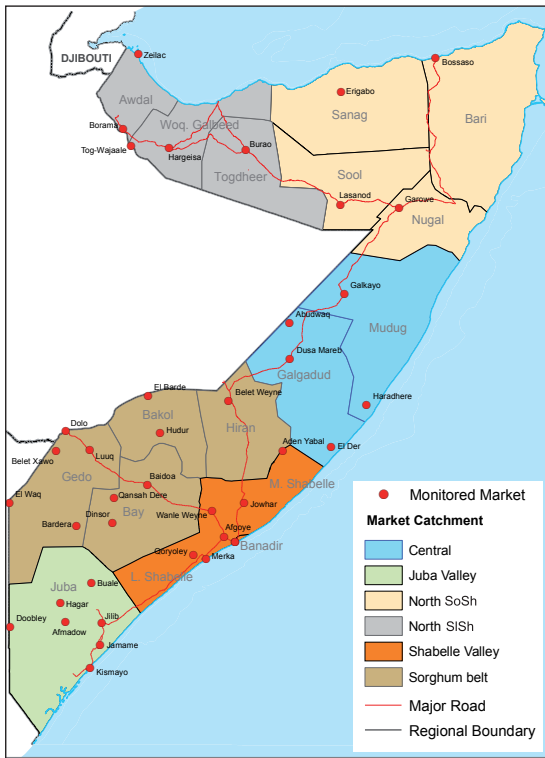 DJIBOUTI
Zeilac
Bossaso
Awdal
Erigabo
Sanag
Bari
Borama
Woq. Galbeed
Tog-Wajaale
Hargeisa
Burao
Togdheer
Sool
Lasanod
Garowe
Nugal
Galkayo
Abudwaq
Mudug
Dusa Mareb
Galgadud
El Barde
Belet Weyne
Haradhere
Bakol
Dolo
Hudur
Hiran
Aden Yabal
El Der
Belet Xawo
Luuq
Gedo
Baidoa
M. Shabelle
El Waq
Qansah Dere
Jowhar
Dinsor
Bay
Wanle Weyne
Bardera
Afgoye
Banadir
Qoryoley
Merka
L. Shabelle
Juba
Buale
Hagar
Doobley
Afmadow
Jilib
Jamame
Kismayo
Monitored Market
Market Catchment
Central
Juba Valley
North SoSh
North SlSh
Shabelle Valley
Sorghum belt
Major Road
Regional Boundary